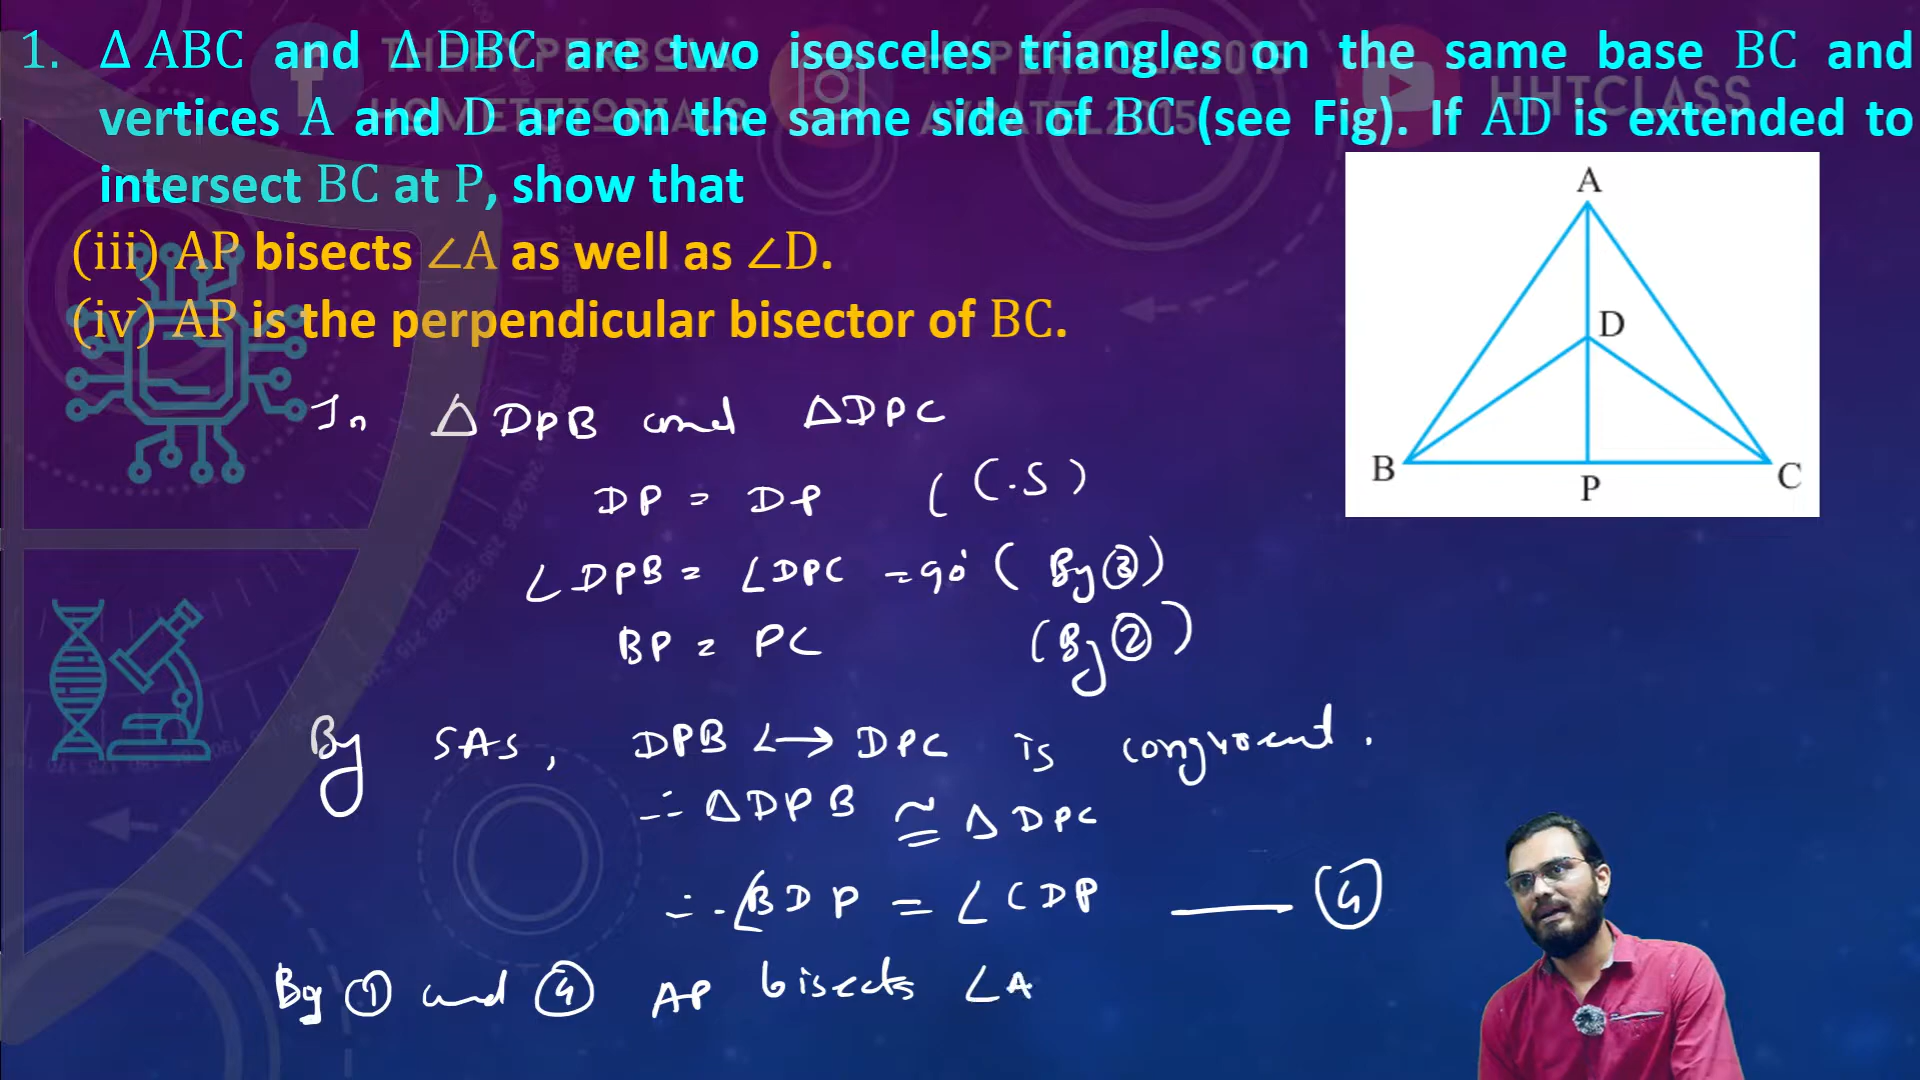 1. Δ ABC and Δ DBC are two isosceles triangles on the same base BC and
vertices A and D are on the same side of BC (see Fig). If AD is extended to
intersect BC at P, show that
(iii) AP bisects ∠A as well as ∠D.
(iv) AP is the perpendicular bisector of BC.
A
D
B
P
C
In Δ DPB and ΔDPC
DP = DP (C.S)
∠DPB = ∠DPC = 90° (By ③)
BP = PC (By ②)
By SAS, DPB ↔ DPC is congruent.
∴ ΔDPB ≅ ΔDPC
∴ ∠BDP = ∠CDP —— ④
By ① and ④ AP bisects ∠A
HHTCLASS